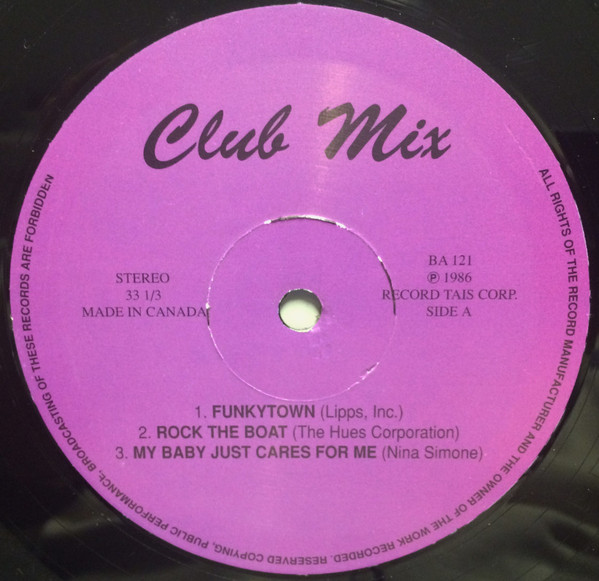 Club Mix
STEREO
33 1/3
MADE IN CANADA
BA 121
℗ 1986
RECORD TAIS CORP.
SIDE A
1. FUNKYTOWN (Lipps, Inc.)
2. ROCK THE BOAT (The Hues Corporation)
3. MY BABY JUST CARES FOR ME (Nina Simone)
ALL RIGHTS OF THE RECORD MANUFACTURER AND THE OWNER OF THE WORK RECORDED. RESERVED COPYING, PUBLIC PERFORMANCE, BROADCASTING OF THESE RECORDS ARE FORBIDDEN